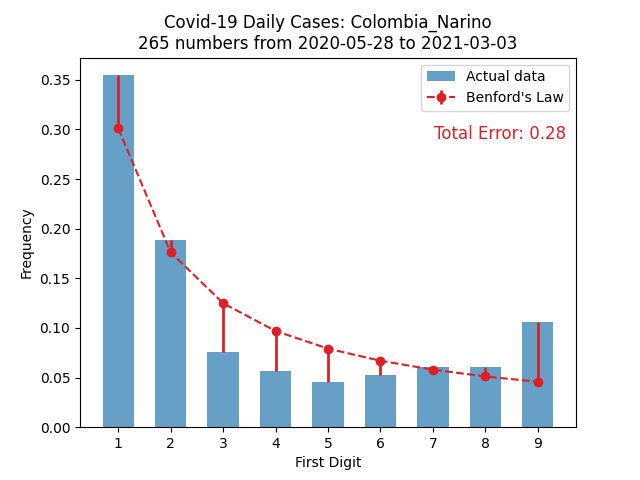 Covid-19 Daily Cases: Colombia_Narino
265 numbers from 2020-05-28 to 2021-03-03
Actual data
Benford's Law
Total Error: 0.28
0.35
0.30
0.25
0.20
0.15
0.10
0.05
0.00
Frequency
1 2 3 4 5 6 7 8 9
First Digit